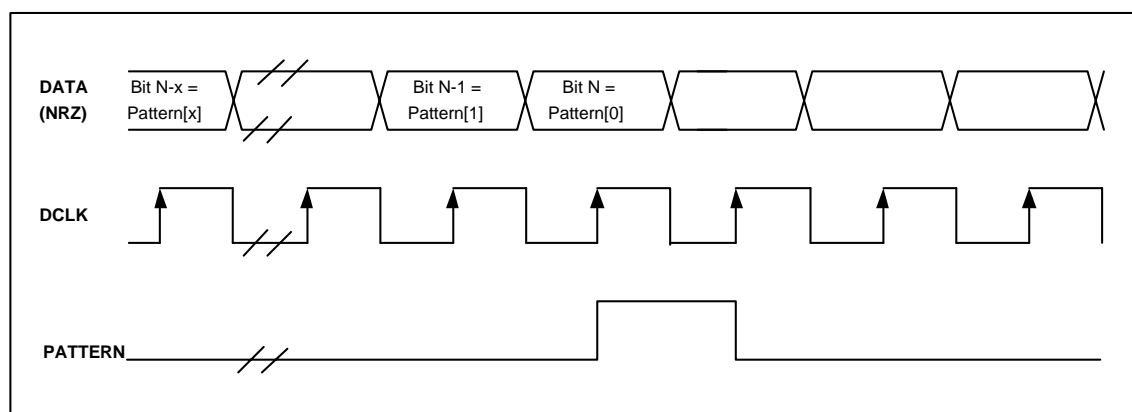 DATA
(NRZ)
Bit N-x =
Pattern[x]
Bit N-1 =
Pattern[1]
Bit N =
Pattern[0]
DCLK
PATTERN